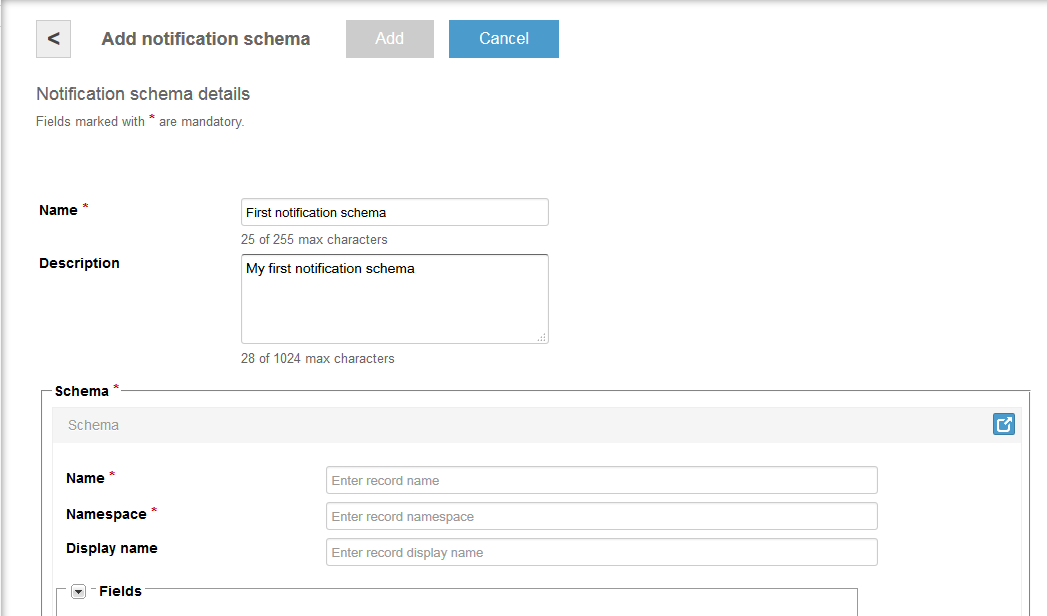 < Add notification schema Add Cancel
Notification schema details
Fields marked with * are mandatory.
Name * First notification schema
25 of 255 max characters
Description My first notification schema
28 of 1024 max characters
Schema *
Schema
Name * Enter record name
Namespace * Enter record namespace
Display name Enter record display name
Fields